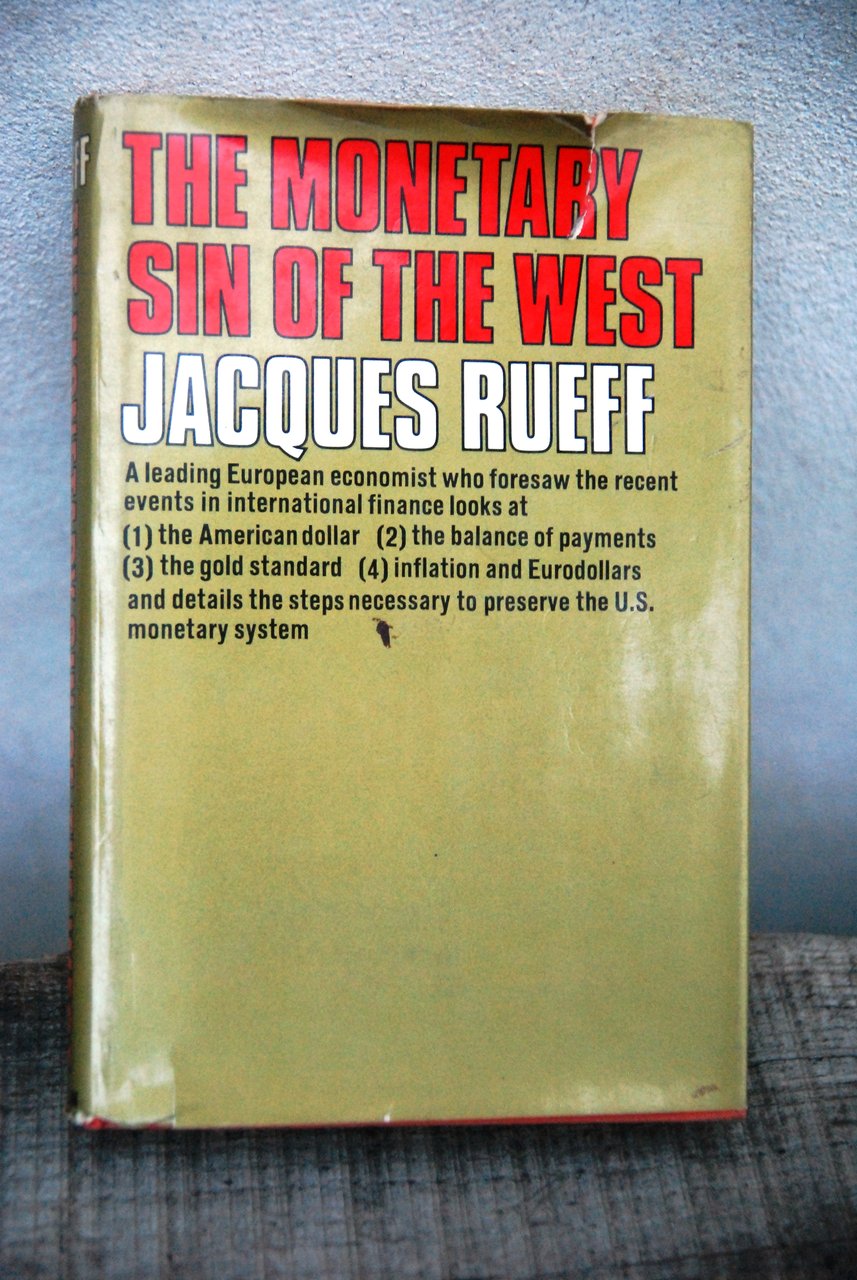 THE MONETARY
SIN OF THE WEST
JACQUES RUEFF
A leading European economist who foresaw the recent
events in international finance looks at
(1) the American dollar (2) the balance of payments
(3) the gold standard (4) inflation and Eurodollars
and details the steps necessary to preserve the U.S.
monetary system